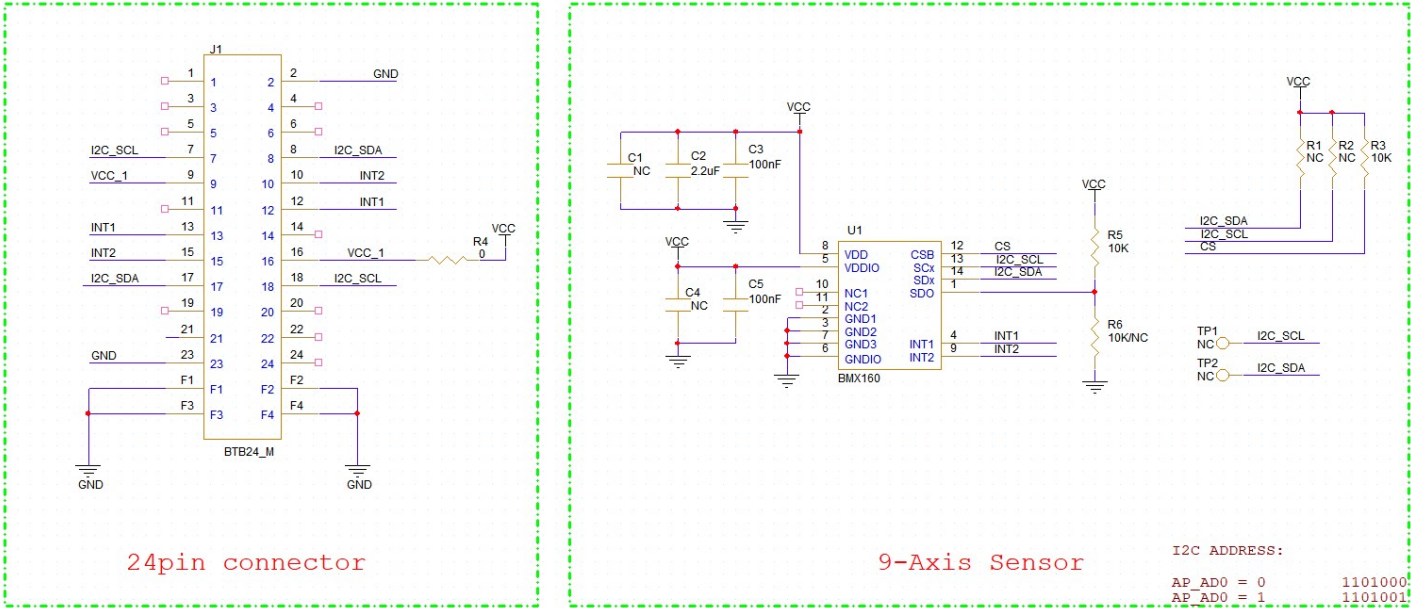 J1
1 1 2 2 GND
3 3 4 4
5 5 6 6
I2C_SCL 7 7 8 8 I2C_SDA
VCC_1 9 9 10 10 INT2
11 11 12 12 INT1
INT1 13 13 14 14
INT2 15 15 16 16 VCC_1 R4 0 VCC
I2C_SDA 17 17 18 18 I2C_SCL
19 19 20 20
21 21 22 22
GND 23 23 24 24
F1 F1 F2 F2
F3 F3 F4 F4
BTB24_M
GND GND
24pin connector
VCC
C1 NC
C2 2.2uF
C3 100nF
VCC
C4 NC
C5 100nF
U1
8 VDD CSB 12 CS
5 VDDIO SCx 13 I2C_SCL
SDx 14 I2C_SDA
10 NC1 SDO 1
11 NC2
2 GND1
3 GND2
7 GND3 INT1 4 INT1
6 GNDIO INT2 9 INT2
BMX160
VCC
R5 10K
R6 10K/NC
VCC
R1 NC
R2 NC
R3 10K
I2C_SDA
I2C_SCL
CS
TP1 NC I2C_SCL
TP2 NC I2C_SDA
9-Axis Sensor
I2C ADDRESS:
AP_AD0 = 0 1101000
AP_AD0 = 1 1101001